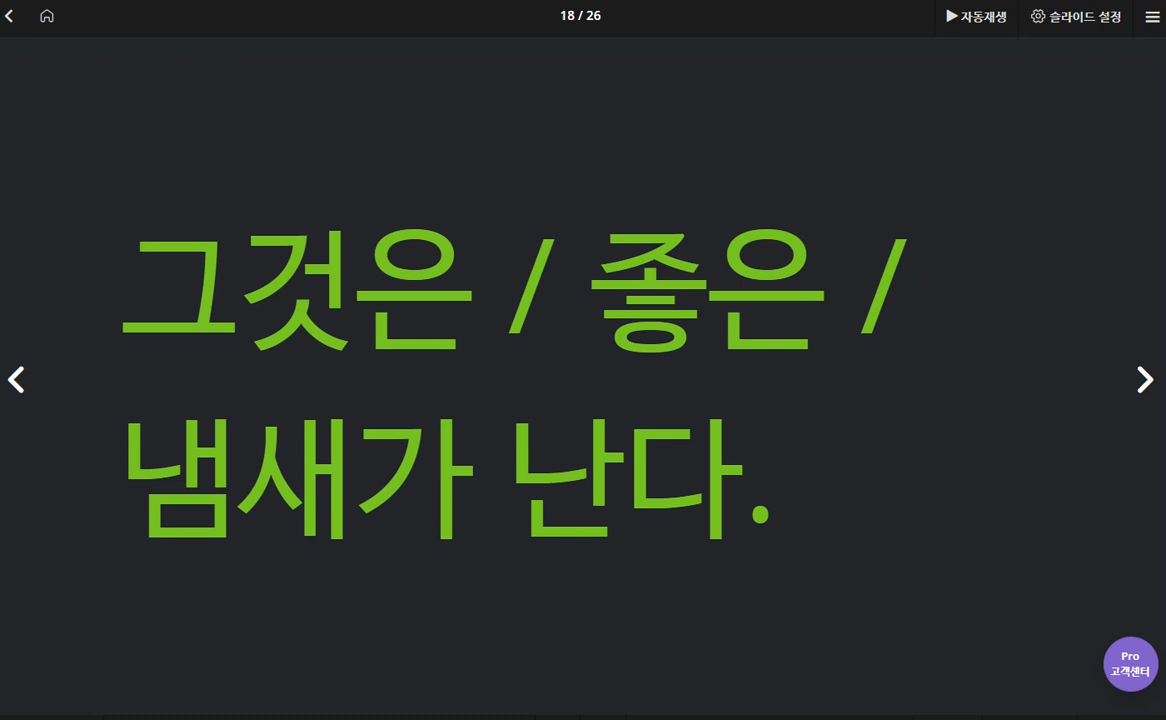 18 / 26
자동재생
슬라이드 설정
그것은 / 좋은 /
냄새가 난다.
Pro
고객센터